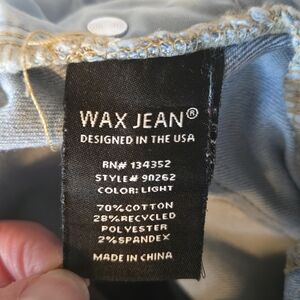 WAX JEAN®
DESIGNED IN THE USA
RN# 134352
STYLE# 90262
COLOR: LIGHT
70%COTTON
28%RECYCLED
POLYESTER
2%SPANDEX
MADE IN CHINA